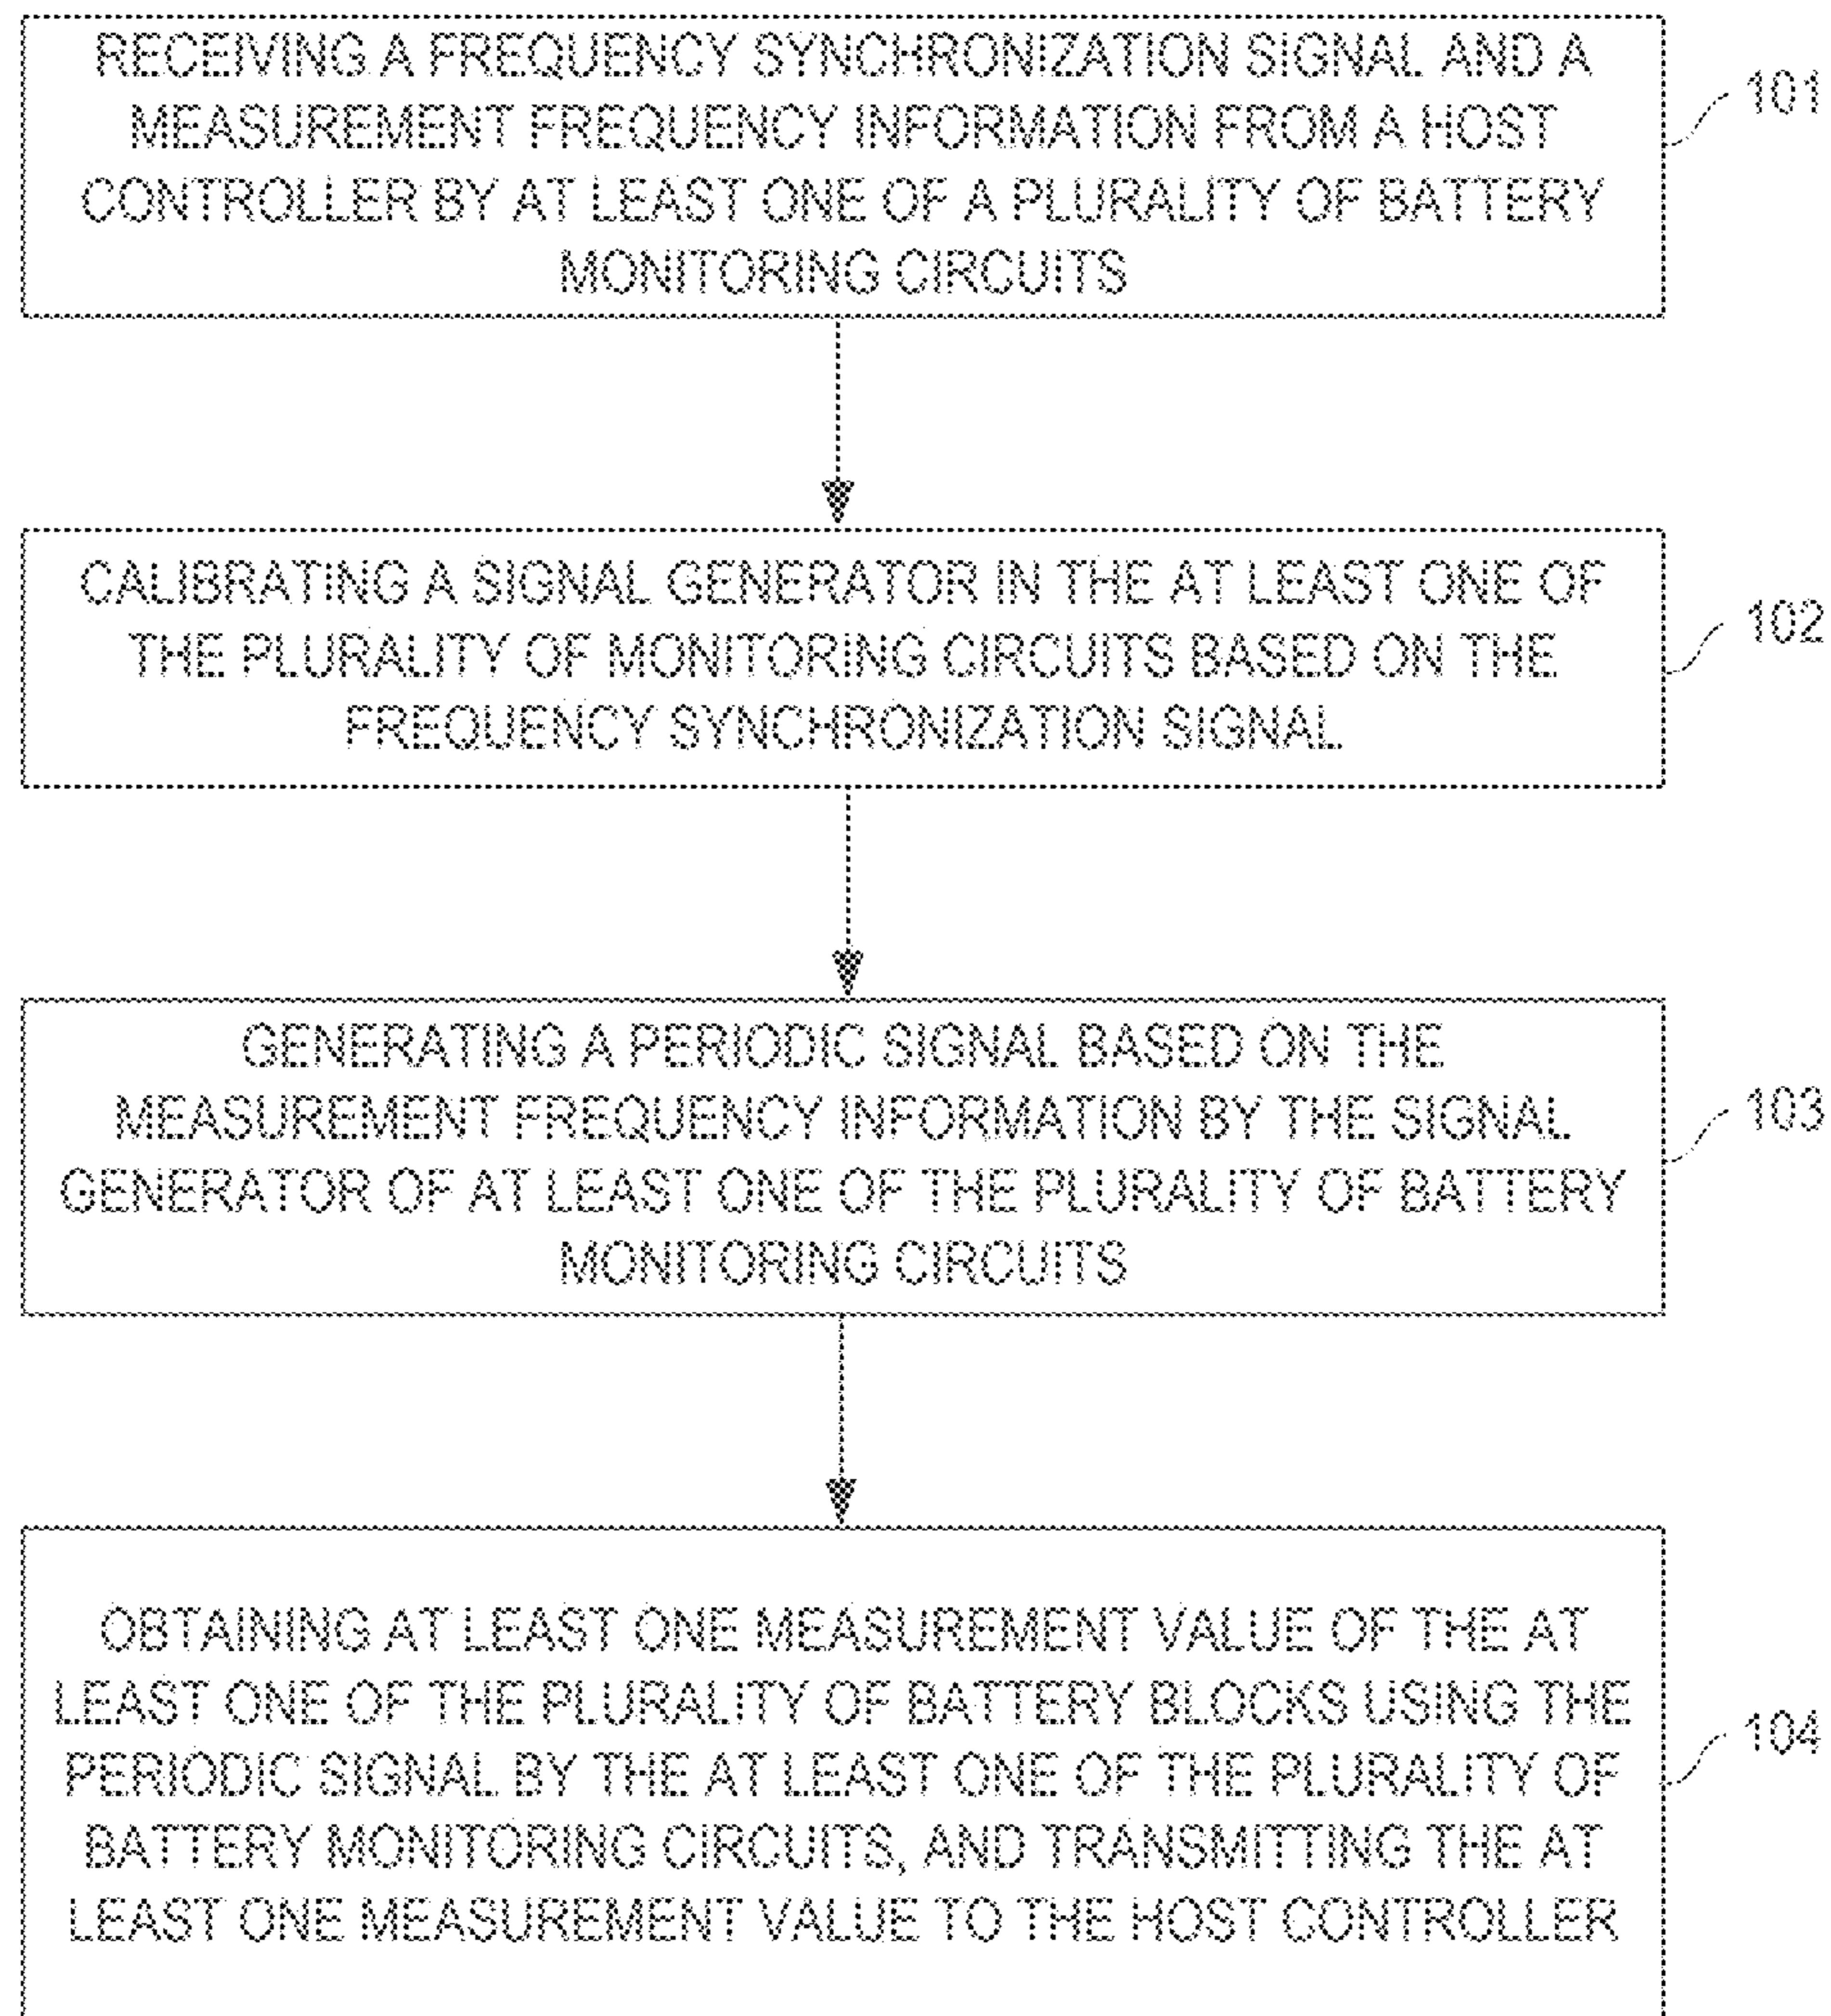 RECEIVING A FREQUENCY SYNCHRONIZATION SIGNAL AND A
MEASUREMENT FREQUENCY INFORMATION FROM A HOST
CONTROLLER BY AT LEAST ONE OF A PLURALITY OF BATTERY
MONITORING CIRCUITS
101
CALIBRATING A SIGNAL GENERATOR IN THE AT LEAST ONE OF
THE PLURALITY OF MONITORING CIRCUITS BASED ON THE
FREQUENCY SYNCHRONIZATION SIGNAL
102
GENERATING A PERIODIC SIGNAL BASED ON THE
MEASUREMENT FREQUENCY INFORMATION BY THE SIGNAL
GENERATOR OF AT LEAST ONE OF THE PLURALITY OF BATTERY
MONITORING CIRCUITS
103
OBTAINING AT LEAST ONE MEASUREMENT VALUE OF THE AT
LEAST ONE OF THE PLURALITY OF BATTERY BLOCKS USING THE
PERIODIC SIGNAL BY THE AT LEAST ONE OF THE PLURALITY OF
BATTERY MONITORING CIRCUITS, AND TRANSMITTING THE AT
LEAST ONE MEASUREMENT VALUE TO THE HOST CONTROLLER
104